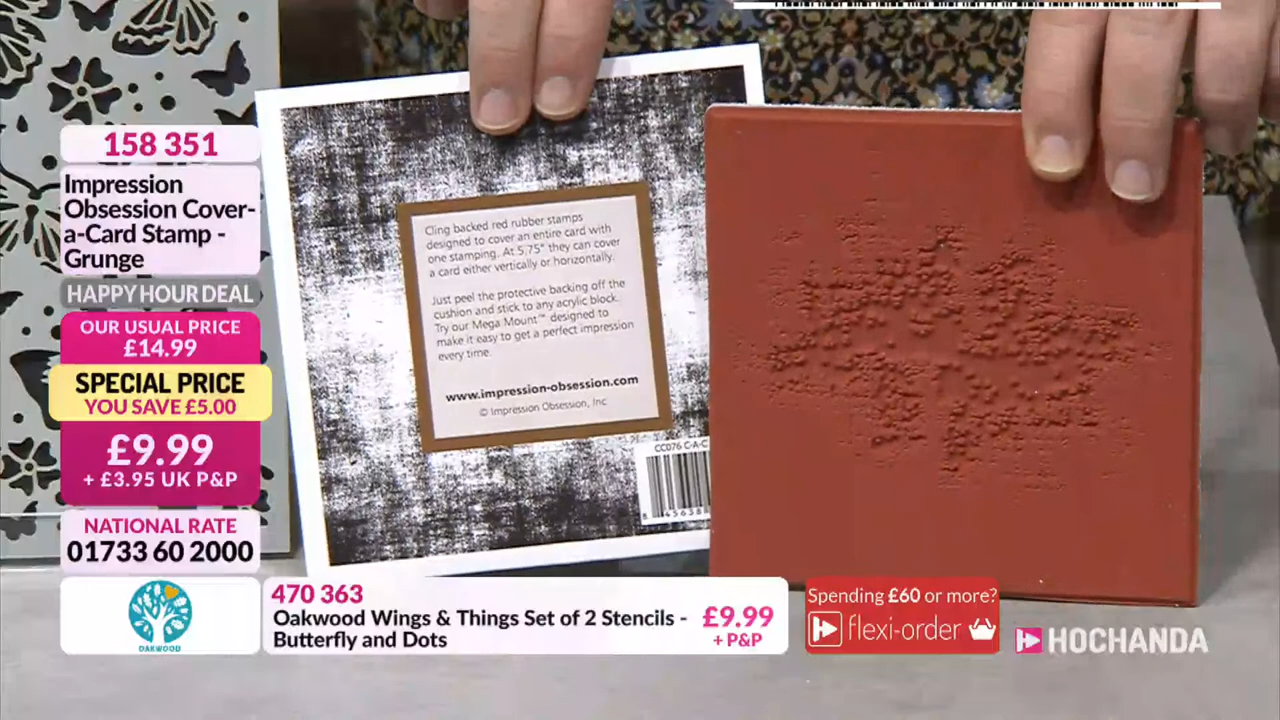 158 351
Impression
Obsession Cover-
a-Card Stamp -
Grunge
HAPPY HOUR DEAL
OUR USUAL PRICE
£14.99
SPECIAL PRICE
YOU SAVE £5.00
£9.99
+ £3.95 UK P&P
NATIONAL RATE
01733 60 2000
Cling backed red rubber stamps
designed to cover an entire card with
one stamping. At 5.75" they can cover
a card either vertically or horizontally.
Just peel the protective backing off the
cushion and stick to any acrylic block.
Try our Mega Mount™ designed to
make it easy to get a perfect impression
every time.
www.impression-obsession.com
© Impression Obsession, Inc
CC076 C-A-C
OAKWOOD
470 363
Oakwood Wings & Things Set of 2 Stencils -
Butterfly and Dots
£9.99
+ P&P
Spending £60 or more?
flexi-order
HOCHANDA